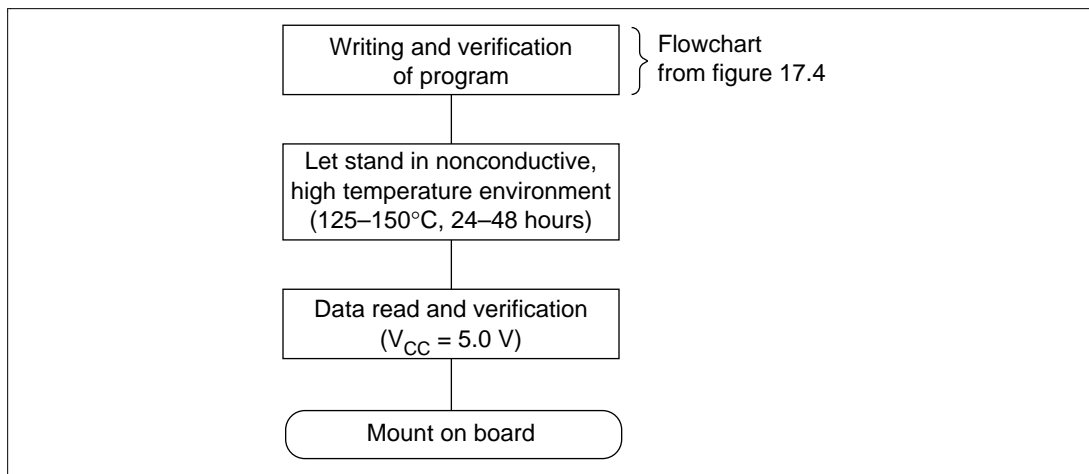 Writing and verification
of program
Flowchart
from figure 17.4
Let stand in nonconductive,
high temperature environment
(125–150°C, 24–48 hours)
Data read and verification
(VCC = 5.0 V)
Mount on board